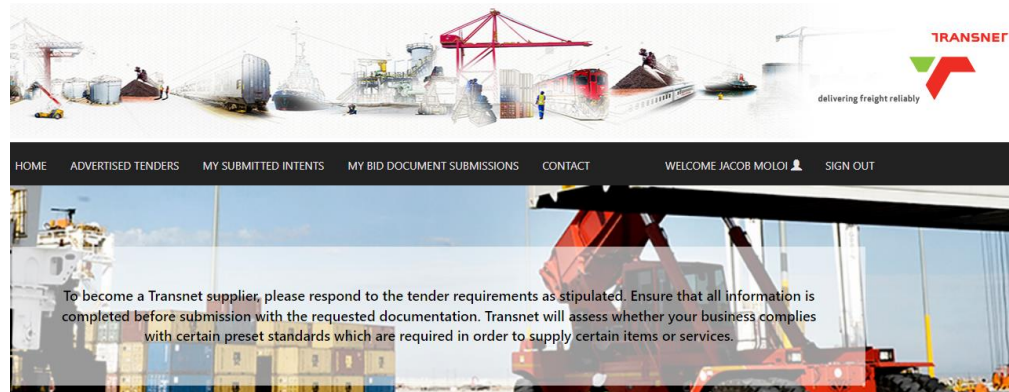 TRANSNET
delivering freight reliably
HOME ADVERTISED TENDERS MY SUBMITTED INTENTS MY BID DOCUMENT SUBMISSIONS CONTACT WELCOME JACOB MOLOI SIGN OUT
To become a Transnet supplier, please respond to the tender requirements as stipulated. Ensure that all information is
completed before submission with the requested documentation. Transnet will assess whether your business complies
with certain preset standards which are required in order to supply certain items or services.